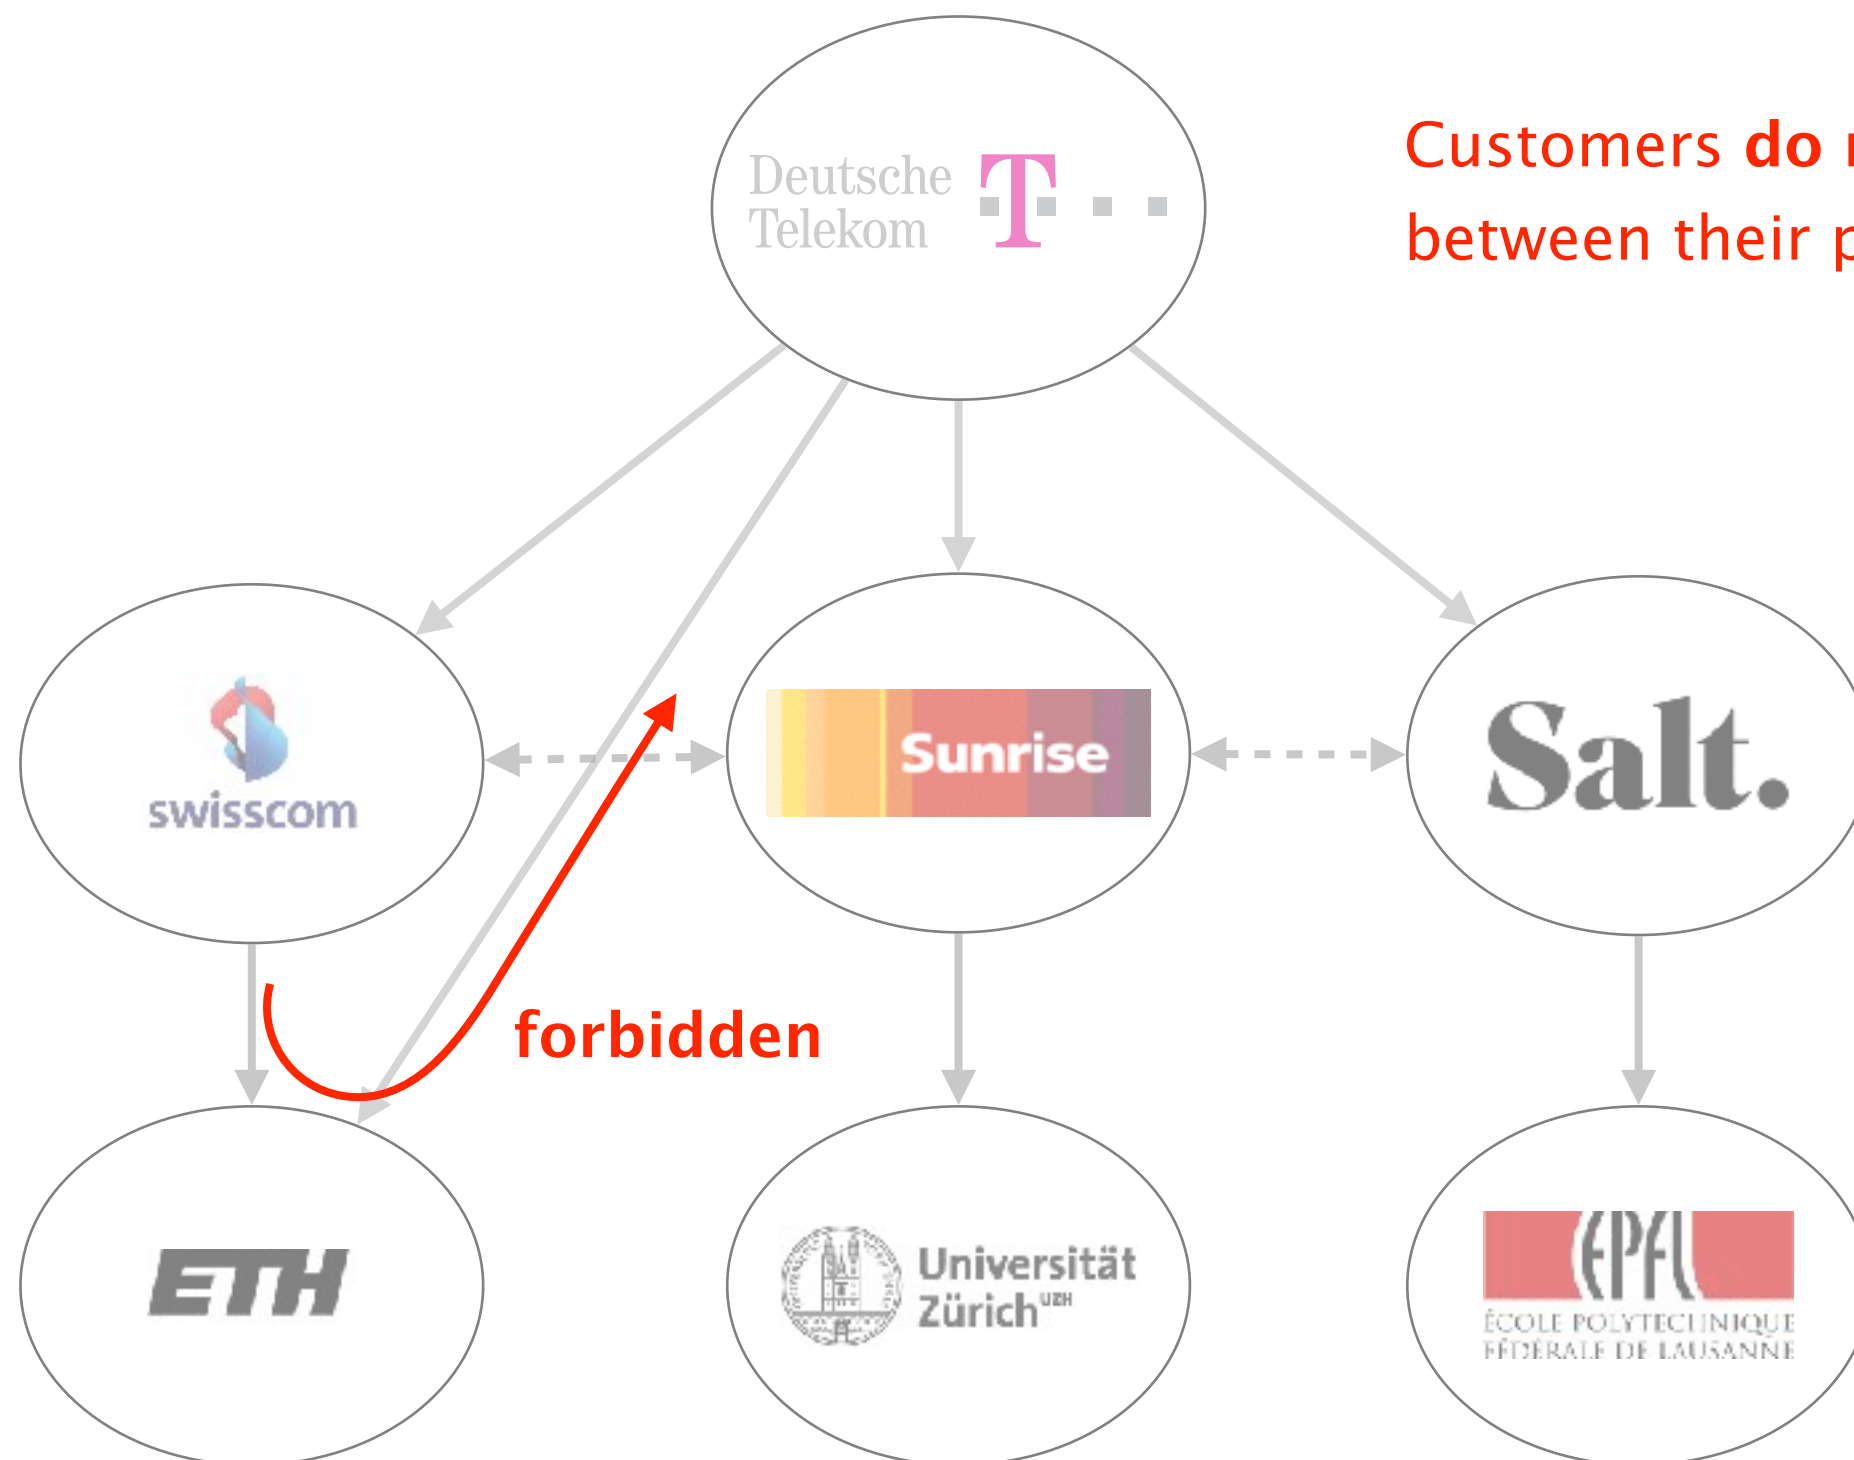 Deutsche
Telekom
T
Customers do
between their
swisscom
Sunrise
Salt.
forbidden
ETH
Universität
Zürich UZH
EPFL
ÉCOLE POLYTECHNIQUE
FÉDÉRALE DE LAUSANNE